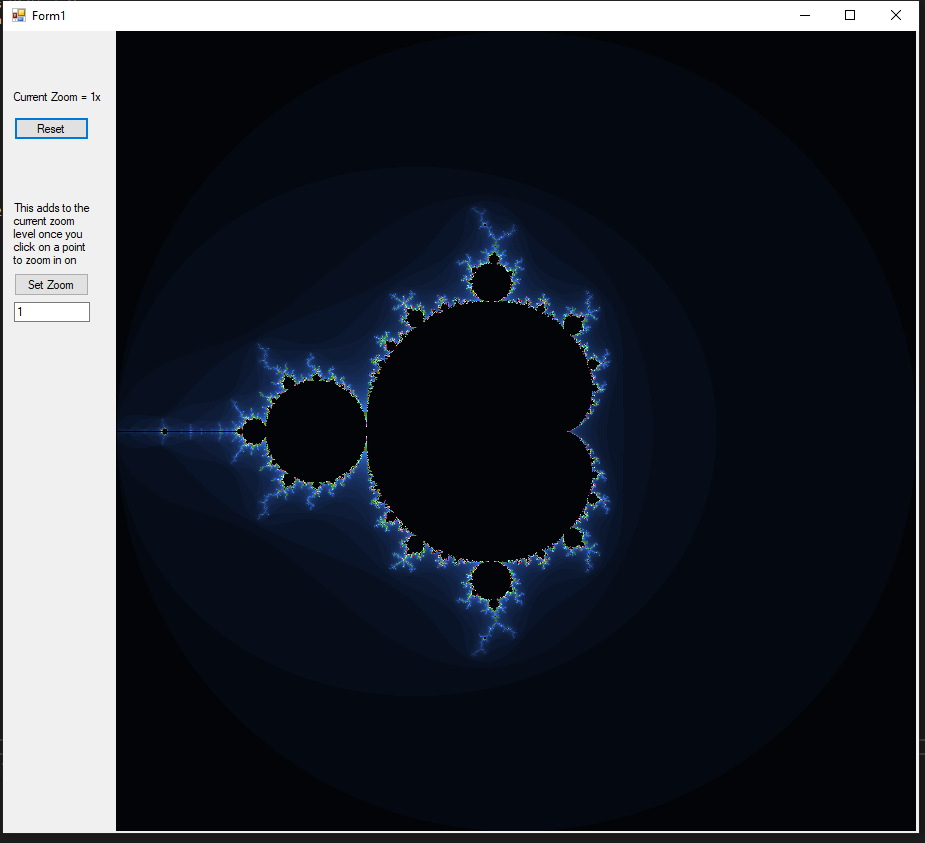 Form1
Current Zoom = 1x
Reset
This adds to the
current zoom
level once you
click on a point
to zoom in on
Set Zoom
1